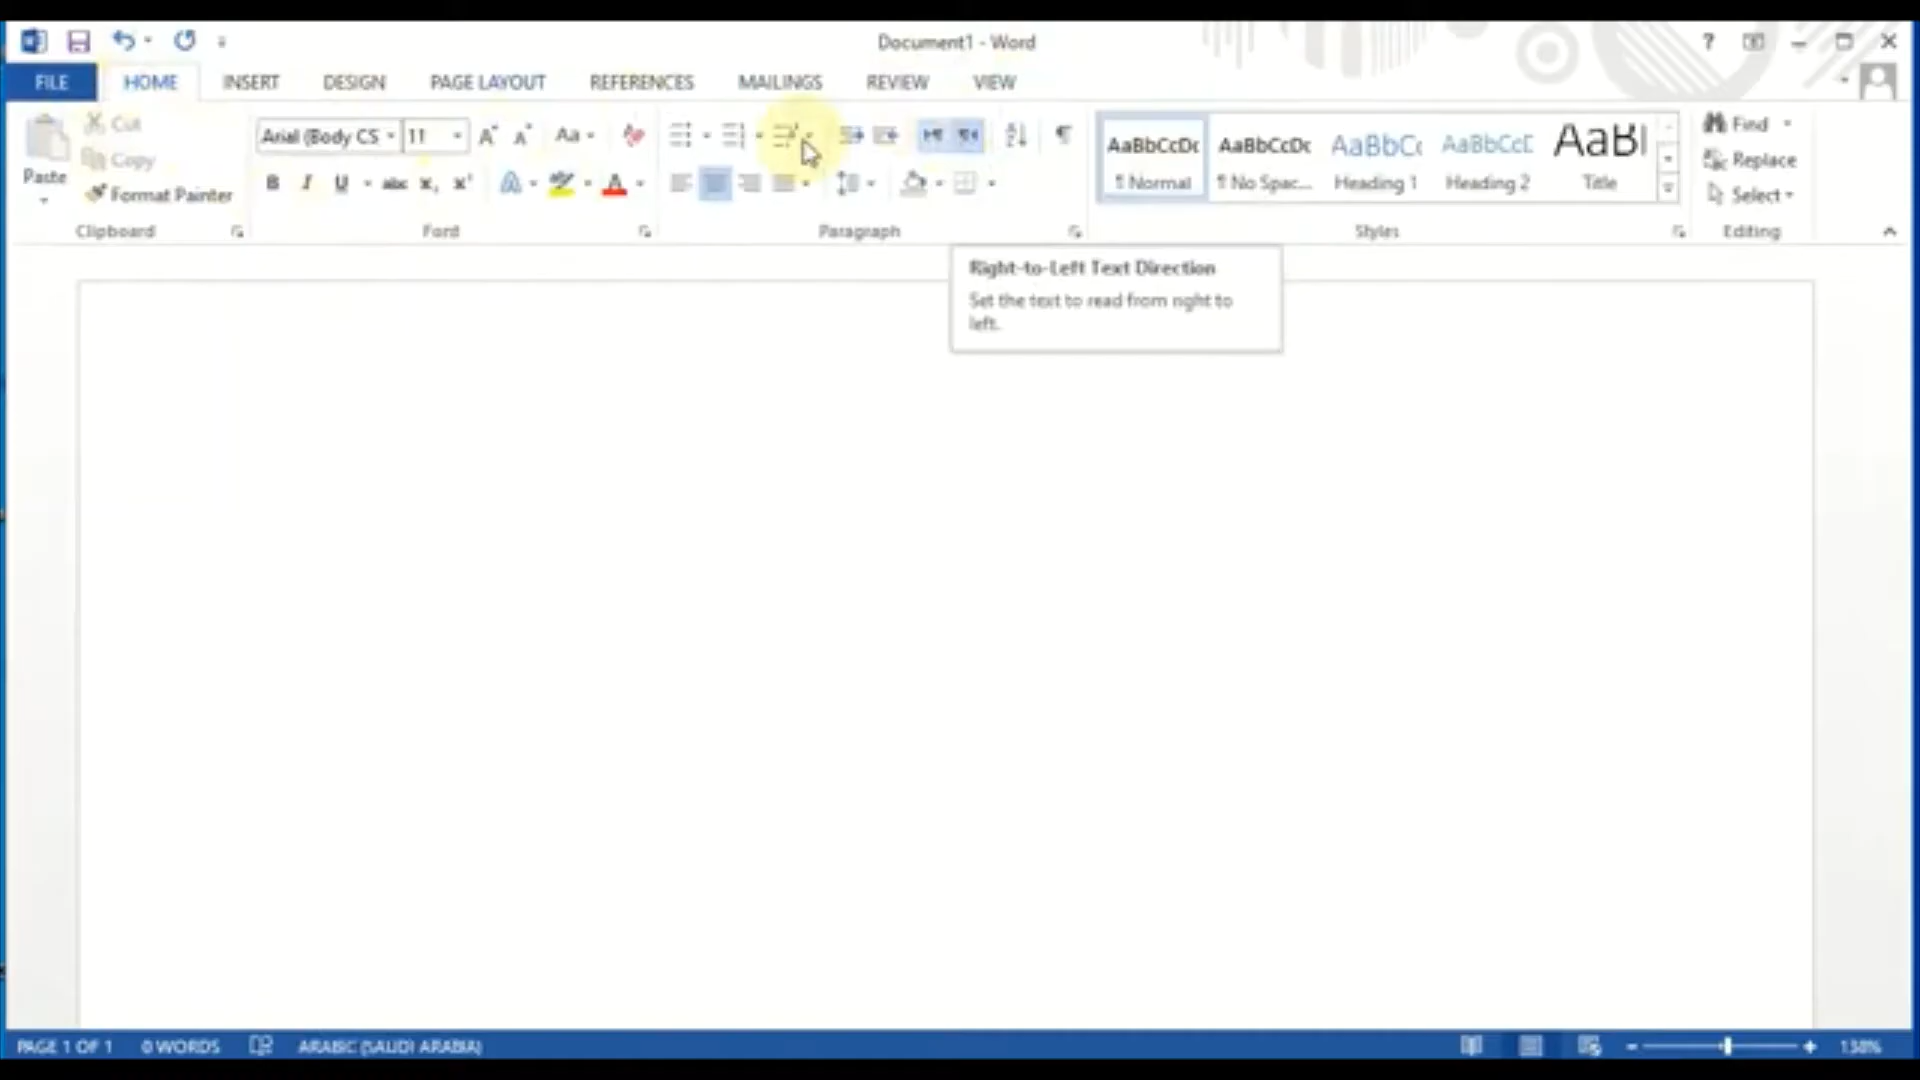 Document1 - Word
?
FILE HOME INSERT DESIGN PAGE LAYOUT REFERENCES MAILINGS REVIEW VIEW
Paste
Cut
Copy
Format Painter
Clipboard
Arial (Body CS 11 Aa
B I U abc x, x'
Font
Paragraph
AaBbCcDc AaBbCcDc AaBbCc AaBbCcD AaBl
¶ Normal ¶ No Spac... Heading 1 Heading 2 Title
Styles
Find
Replace
Select
Editing
Right-to-Left Text Direction
Set the text to read from right to
left.
PAGE 1 OF 1 0 WORDS ARABIC (SAUDI ARABIA) 130%